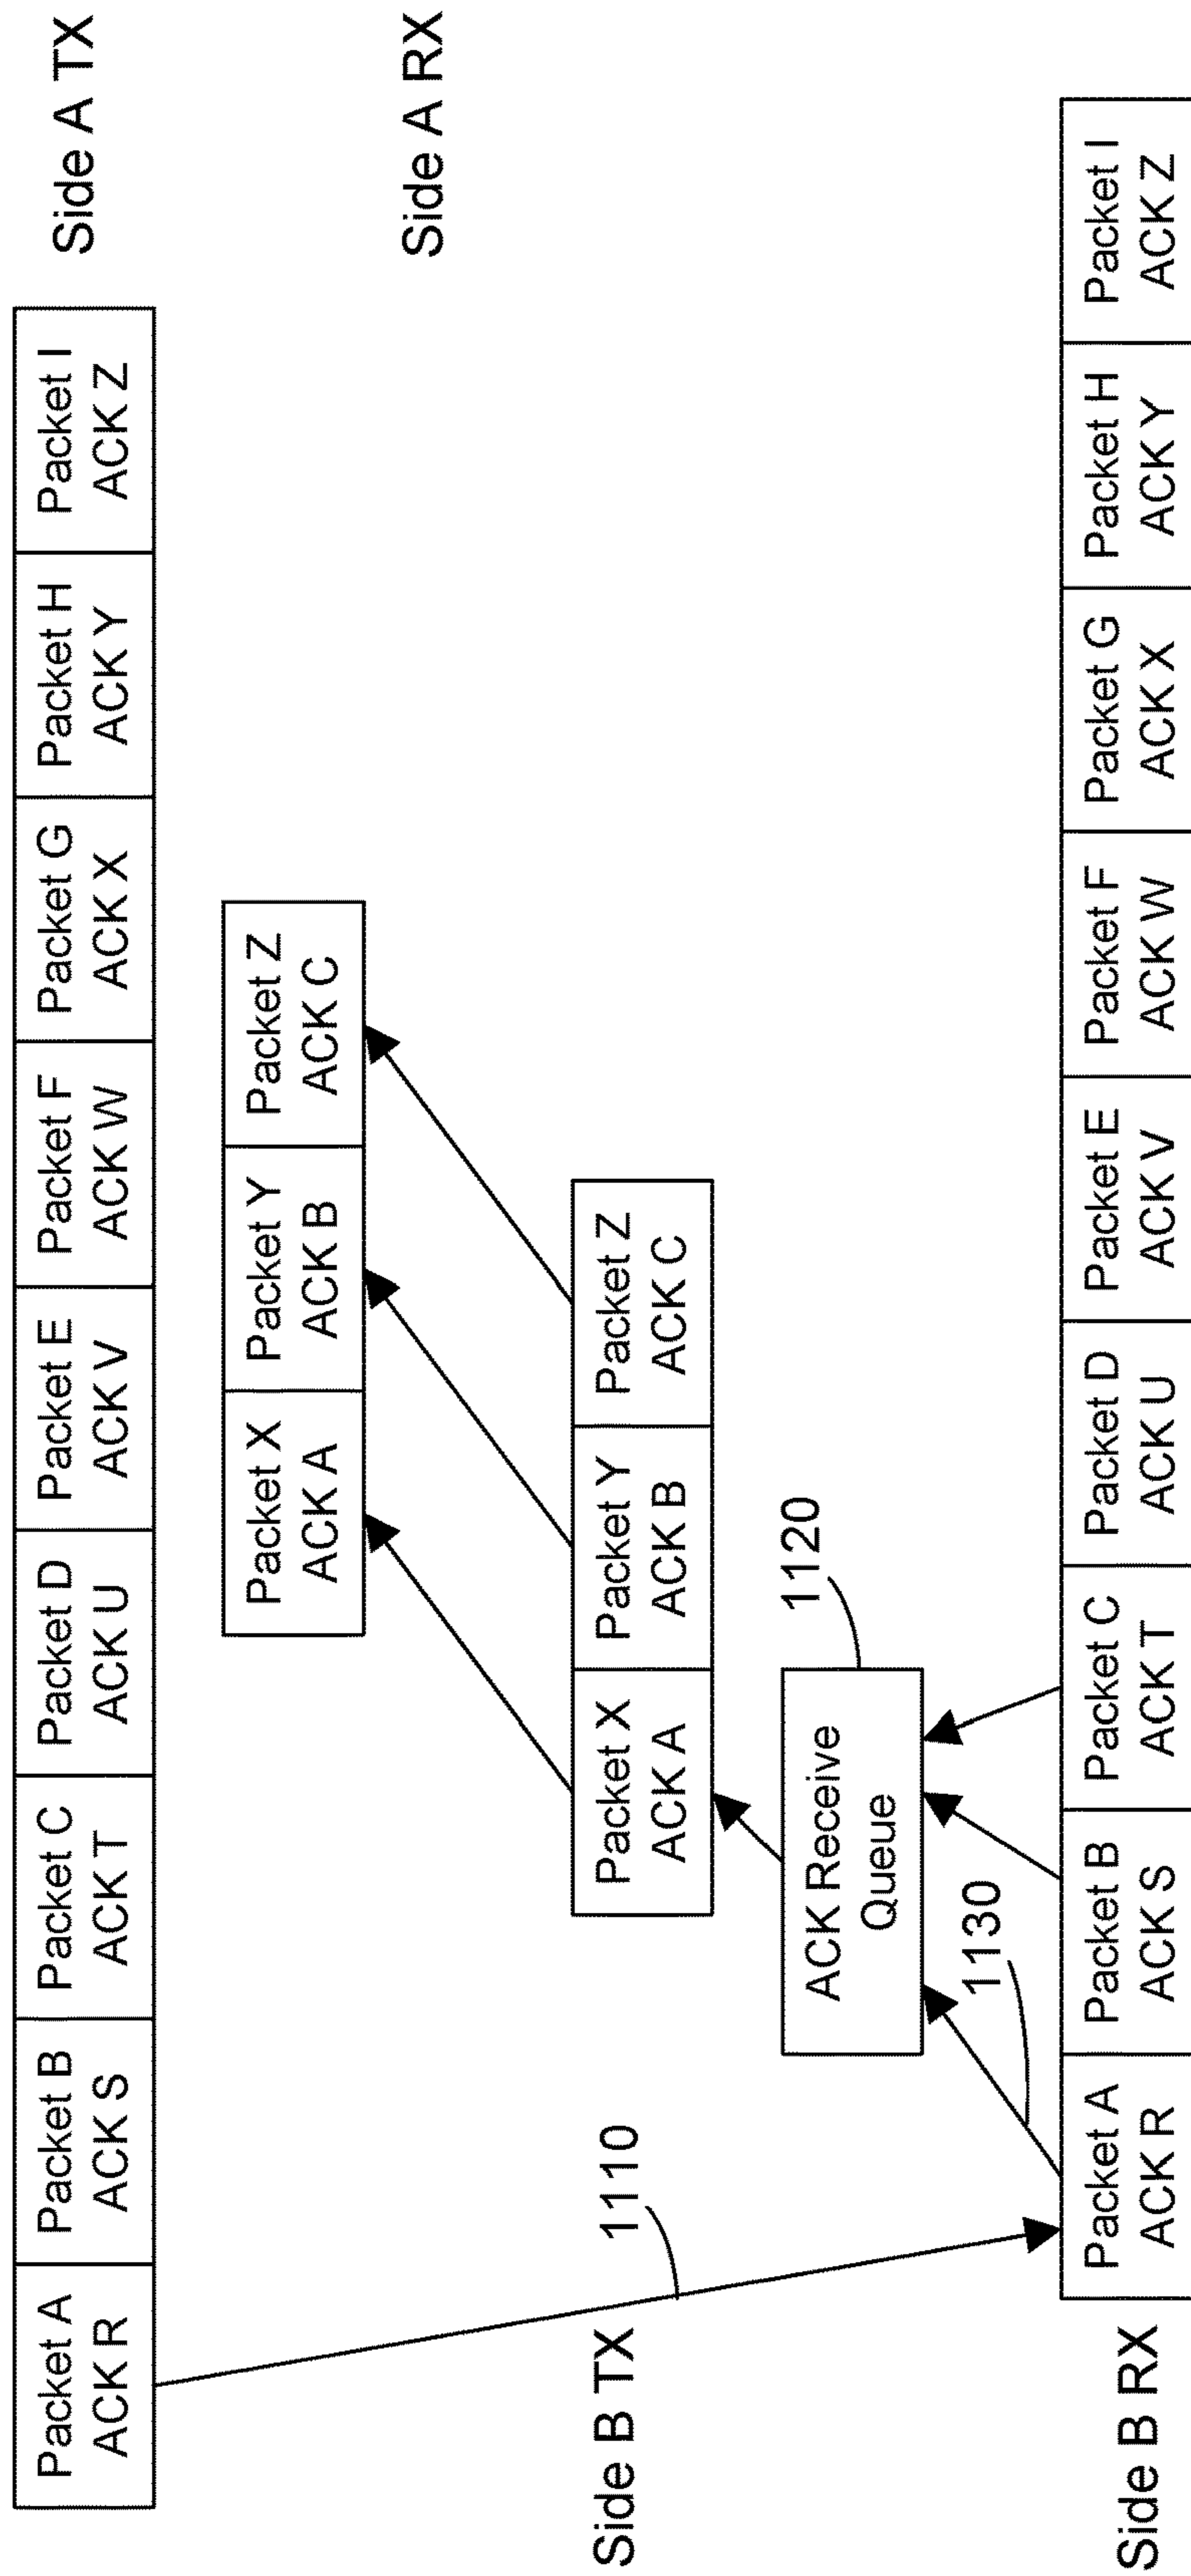 Packet A
ACK R
Packet B
ACK S
Packet C
ACK T
Packet D
ACK U
Packet E
ACK V
Packet F
ACK W
Packet G
ACK X
Packet H
ACK Y
Packet I
ACK Z
Side A TX
Packet X
ACK A
Packet Y
ACK B
Packet Z
ACK C
Side A RX
Side B TX
1110
Packet X
ACK A
Packet Y
ACK B
Packet Z
ACK C
ACK Receive
Queue
1120
1130
Side B RX
Packet A
ACK R
Packet B
ACK S
Packet C
ACK T
Packet D
ACK U
Packet E
ACK V
Packet F
ACK W
Packet G
ACK X
Packet H
ACK Y
Packet I
ACK Z